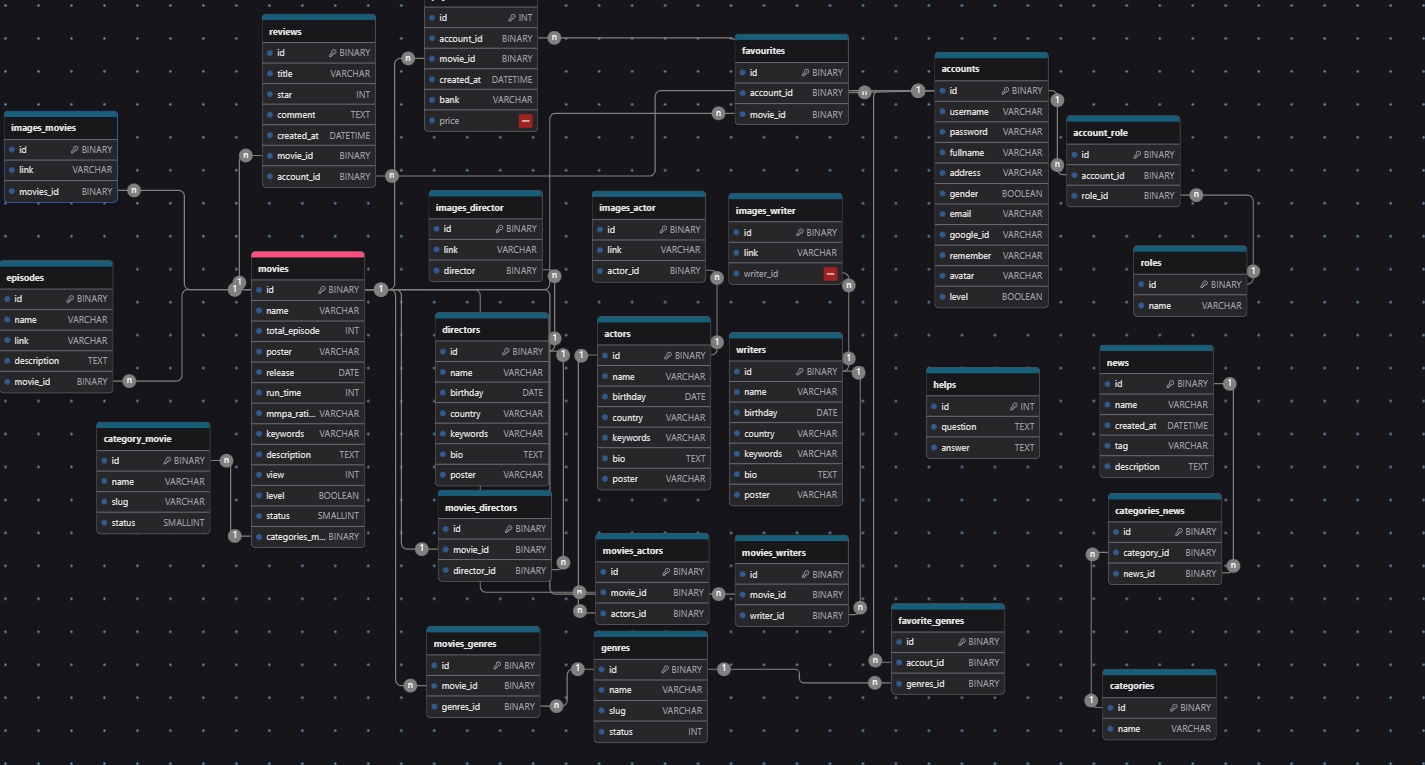 id INT
account_id BINARY
movie_id BINARY
created_at DATETIME
bank VARCHAR
price
reviews
id BINARY
title VARCHAR
star INT
comment TEXT
created_at DATETIME
movie_id BINARY
account_id BINARY
favourites
id BINARY
account_id BINARY
movie_id BINARY
accounts
id BINARY
username VARCHAR
password VARCHAR
fullname VARCHAR
address VARCHAR
gender BOOLEAN
email VARCHAR
google_id VARCHAR
remember VARCHAR
avatar VARCHAR
level BOOLEAN
account_role
id BINARY
account_id BINARY
role_id BINARY
images_movies
id BINARY
link VARCHAR
movies_id BINARY
images_director
id BINARY
link VARCHAR
director BINARY
images_actor
id BINARY
link VARCHAR
actor_id BINARY
images_writer
id BINARY
link VARCHAR
writer_id
roles
id BINARY
name VARCHAR
episodes
id BINARY
name VARCHAR
link VARCHAR
description TEXT
movie_id BINARY
movies
id BINARY
name VARCHAR
total_episode INT
poster VARCHAR
release DATE
run_time INT
mmpa_rati... VARCHAR
keywords VARCHAR
description TEXT
view INT
level BOOLEAN
status SMALLINT
categories_m... BINARY
directors
id BINARY
name VARCHAR
birthday DATE
country VARCHAR
keywords VARCHAR
bio TEXT
poster VARCHAR
actors
id BINARY
name VARCHAR
birthday DATE
country VARCHAR
keywords VARCHAR
bio TEXT
poster VARCHAR
writers
id BINARY
name VARCHAR
birthday DATE
country VARCHAR
keywords VARCHAR
bio TEXT
poster VARCHAR
helps
id INT
question TEXT
answer TEXT
news
id BINARY
name VARCHAR
created_at DATETIME
tag VARCHAR
description TEXT
category_movie
id BINARY
name VARCHAR
slug VARCHAR
status SMALLINT
movies_directors
id BINARY
movie_id BINARY
director_id BINARY
movies_actors
id BINARY
movie_id BINARY
actors_id BINARY
movies_writers
id BINARY
movie_id BINARY
writer_id BINARY
categories_news
id BINARY
category_id BINARY
news_id BINARY
movies_genres
id BINARY
movie_id BINARY
genres_id BINARY
genres
id BINARY
name VARCHAR
slug VARCHAR
status INT
favorite_genres
id BINARY
accout_id BINARY
genres_id BINARY
categories
id BINARY
name VARCHAR